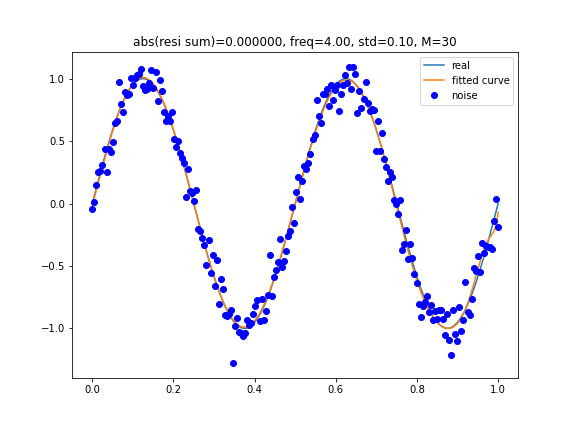 abs(resi sum)=0.000000, freq=4.00, std=0.10, M=30
real
fitted curve
noise
1.0
0.5
0.0
−0.5
−1.0
0.0 0.2 0.4 0.6 0.8 1.0